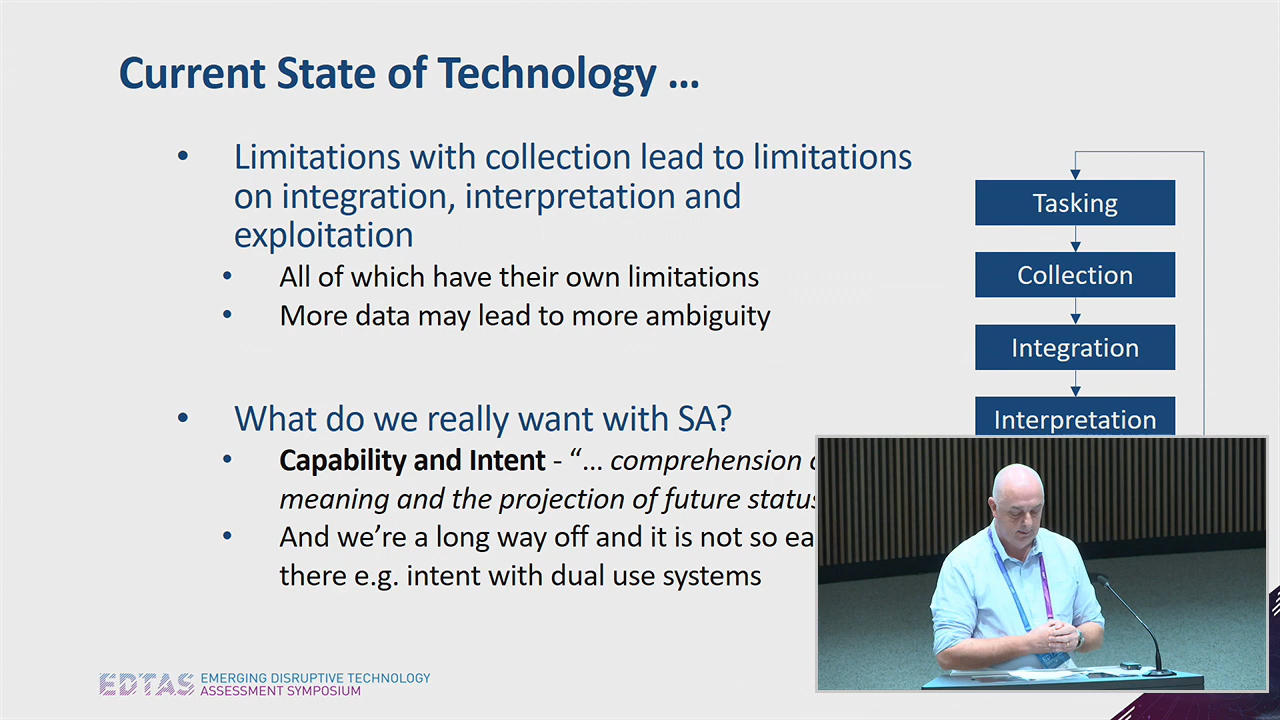 Current State of Technology ...
• Limitations with collection lead to limitations
on integration, interpretation and
exploitation
• All of which have their own limitations
• More data may lead to more ambiguity
• What do we really want with SA?
• Capability and Intent - “... comprehension
meaning and the projection of future status
• And we’re a long way off and it is not so
there e.g. intent with dual use systems
Tasking
Collection
Integration
Interpretation
EDTAS EMERGING DISRUPTIVE TECHNOLOGY
ASSESSMENT SYMPOSIUM